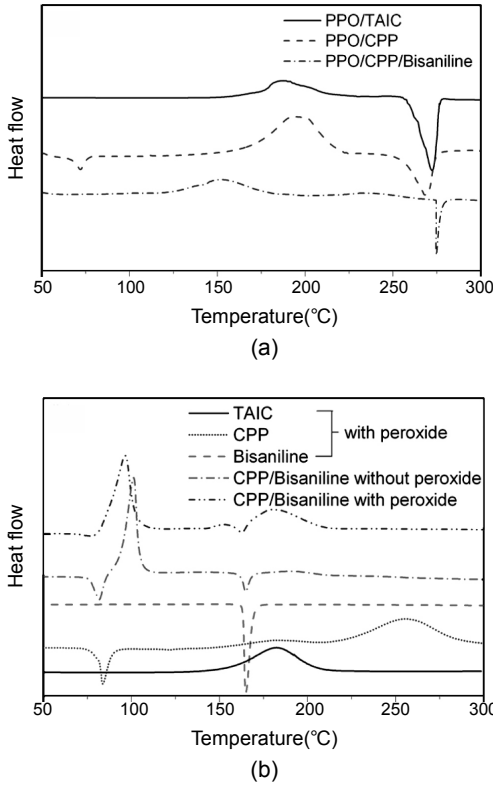 PPO/TAIC
PPO/CPP
PPO/CPP/Bisaniline
Heat flow
50 100 150 200 250 300
Temperature(℃)
(a)
TAIC
CPP
Bisaniline
with peroxide
CPP/Bisaniline without peroxide
CPP/Bisaniline with peroxide
Heat flow
50 100 150 200 250 300
Temperature(℃)
(b)